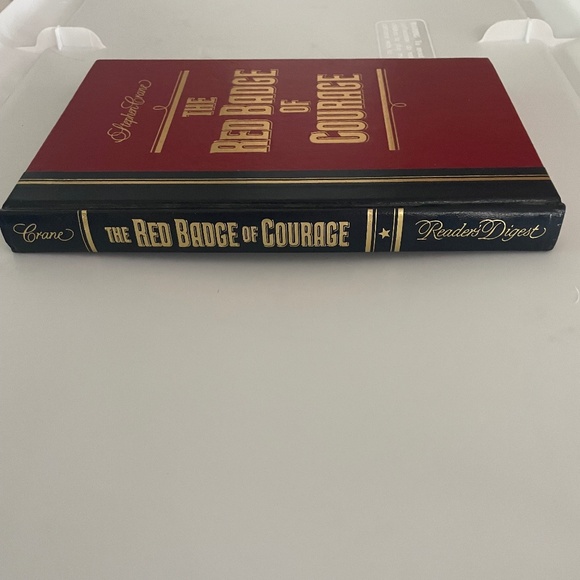 Stephen Crane
THE
RED BADGE
OF
COURAGE
Crane THE RED BADGE OF COURAGE Reader's Digest